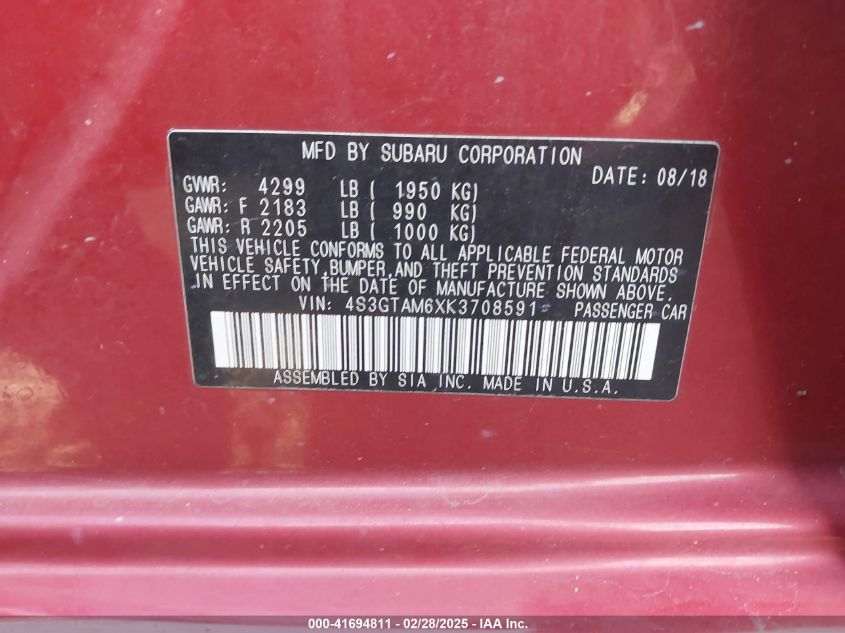 MFD BY SUBARU CORPORATION
DATE: 08/18
GVWR: 4299 LB ( 1950 KG)
GAWR: F 2183 LB ( 990 KG)
GAWR: R 2205 LB ( 1000 KG)
THIS VEHICLE CONFORMS TO ALL APPLICABLE FEDERAL MOTOR
VEHICLE SAFETY, BUMPER, AND THEFT PREVENTION STANDARDS
IN EFFECT ON THE DATE OF MANUFACTURE SHOWN ABOVE.
VIN: 4S3GTAM6XK3708591 PASSENGER CAR
ASSEMBLED BY SIA INC. MADE IN U.S.A.
000-41694811 - 02/28/2025 - IAA Inc.